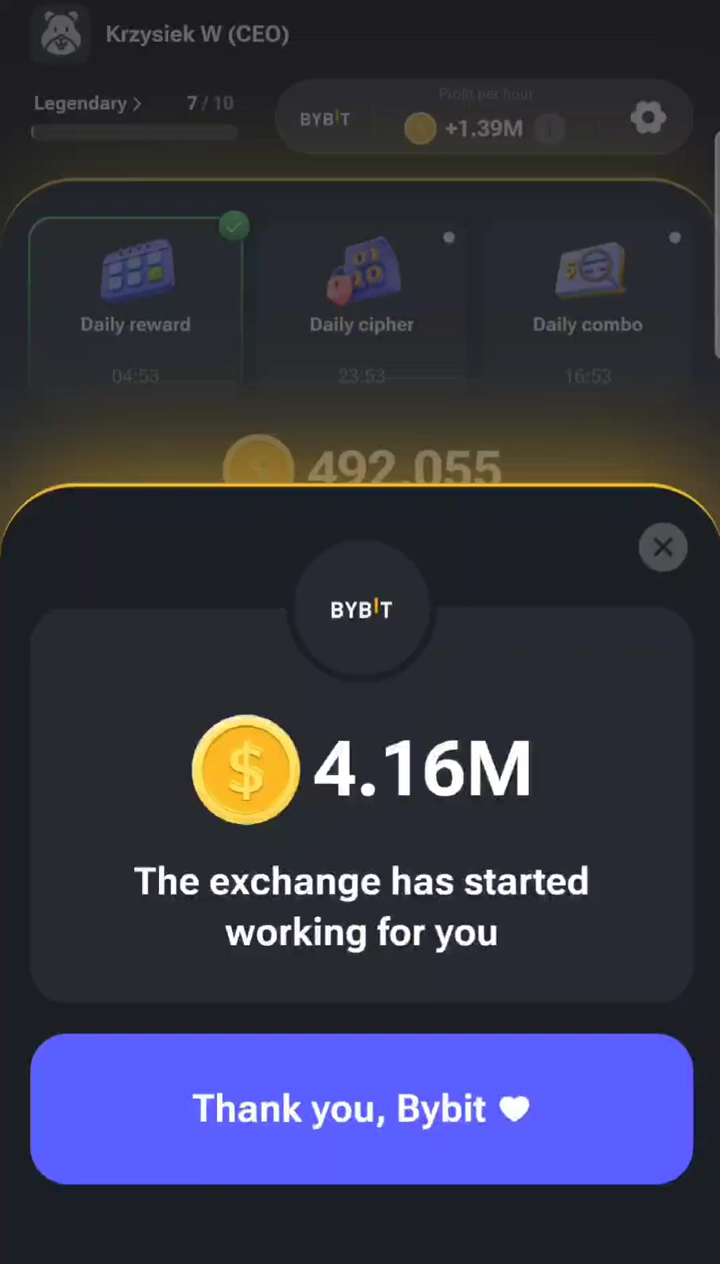 Krzysiek W (CEO)
Legendary > 7 / 10
BYBIT
Profit per hour
+1.39M
Daily reward
Daily cipher
Daily combo
04:53
23:53
16:53
492,055
BYBIT
4.16M
The exchange has started
working for you
Thank you, Bybit 🤍